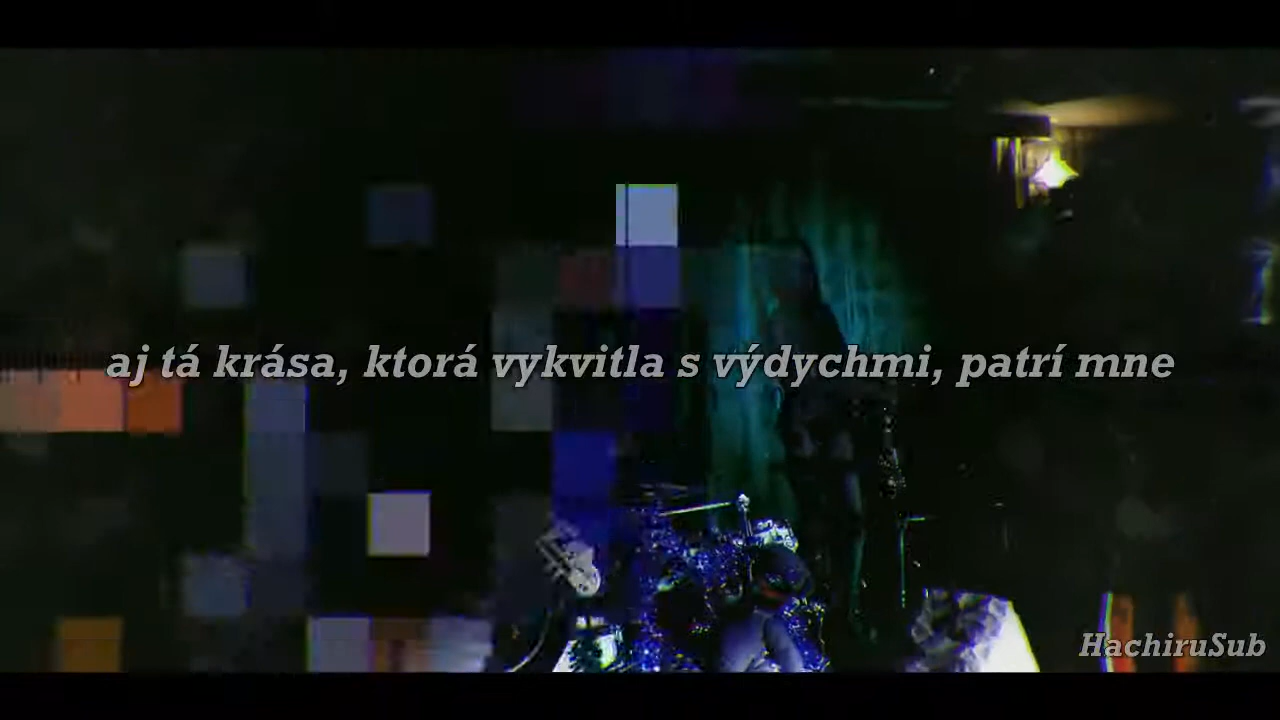 aj tá krása, ktorá vykvitla s výdychmi, patrí mne
HachiruSub